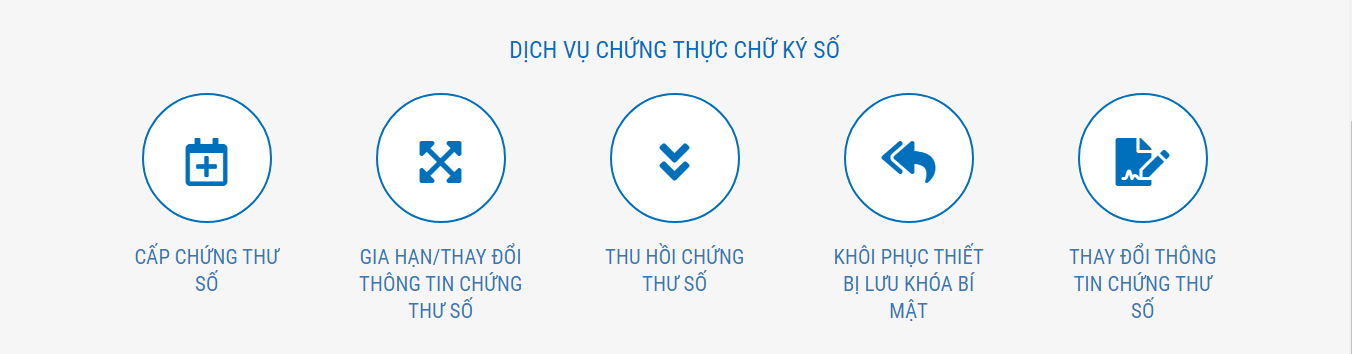 DỊCH VỤ CHỨNG THỰC CHỮ KÝ SỐ
CẤP CHỨNG THƯ
SỐ
GIA HẠN/THAY ĐỔI
THÔNG TIN CHỨNG
THƯ SỐ
THU HỒI CHỨNG
THƯ SỐ
KHÔI PHỤC THIẾT
BỊ LƯU KHÓA BÍ
MẬT
THAY ĐỔI THÔNG
TIN CHỨNG THƯ
SỐ